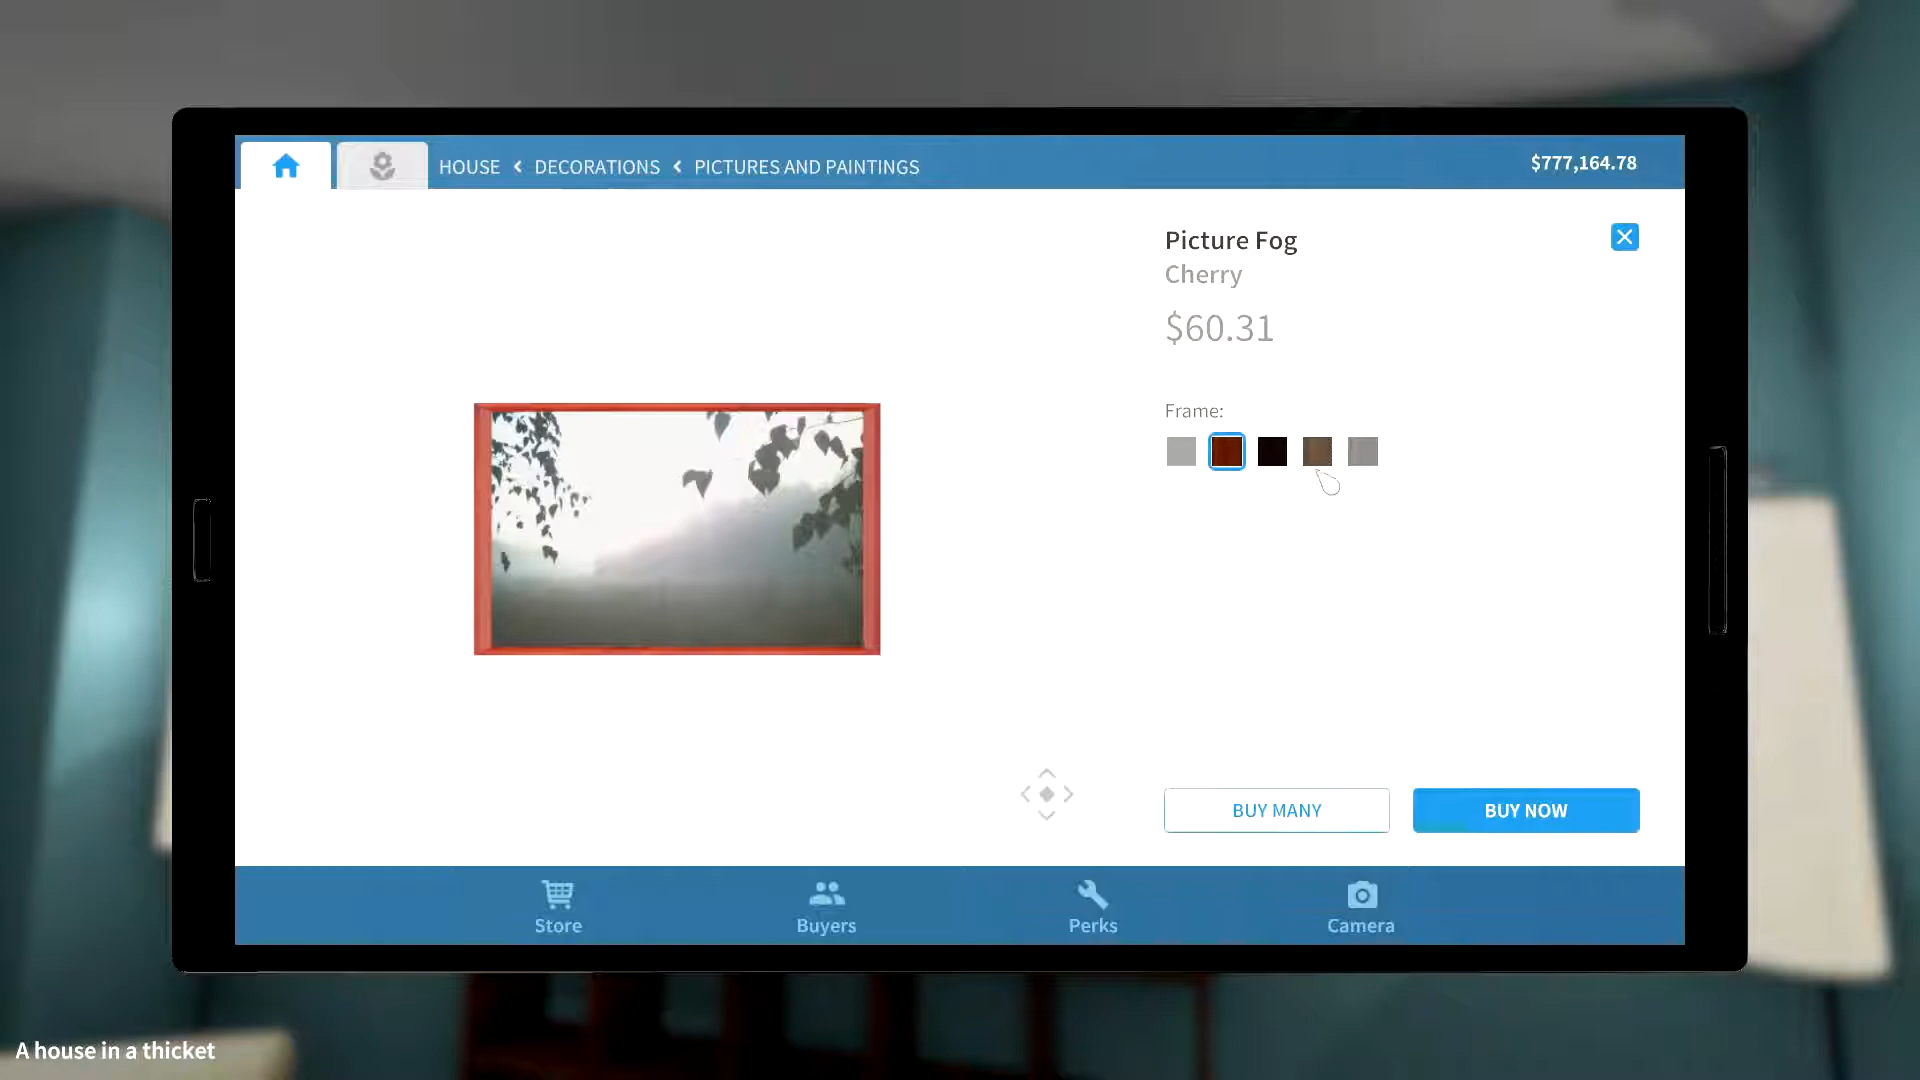 HOUSE < DECORATIONS < PICTURES AND PAINTINGS
$777,164.78
Picture Fog
Cherry
$60.31
Frame:
BUY MANY
BUY NOW
Store
Buyers
Perks
Camera
A house in a thicket